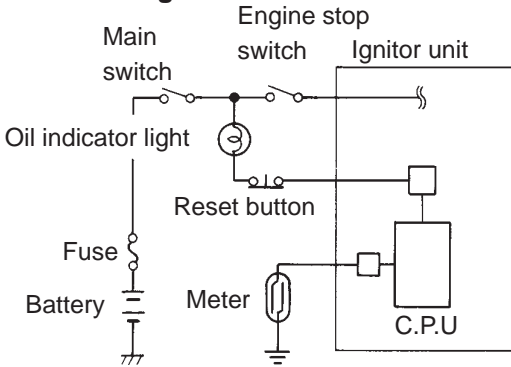 Engine stop
switch
Main
switch
Ignitor unit
Oil indicator light
Reset button
Fuse
Battery
Meter
C.P.U